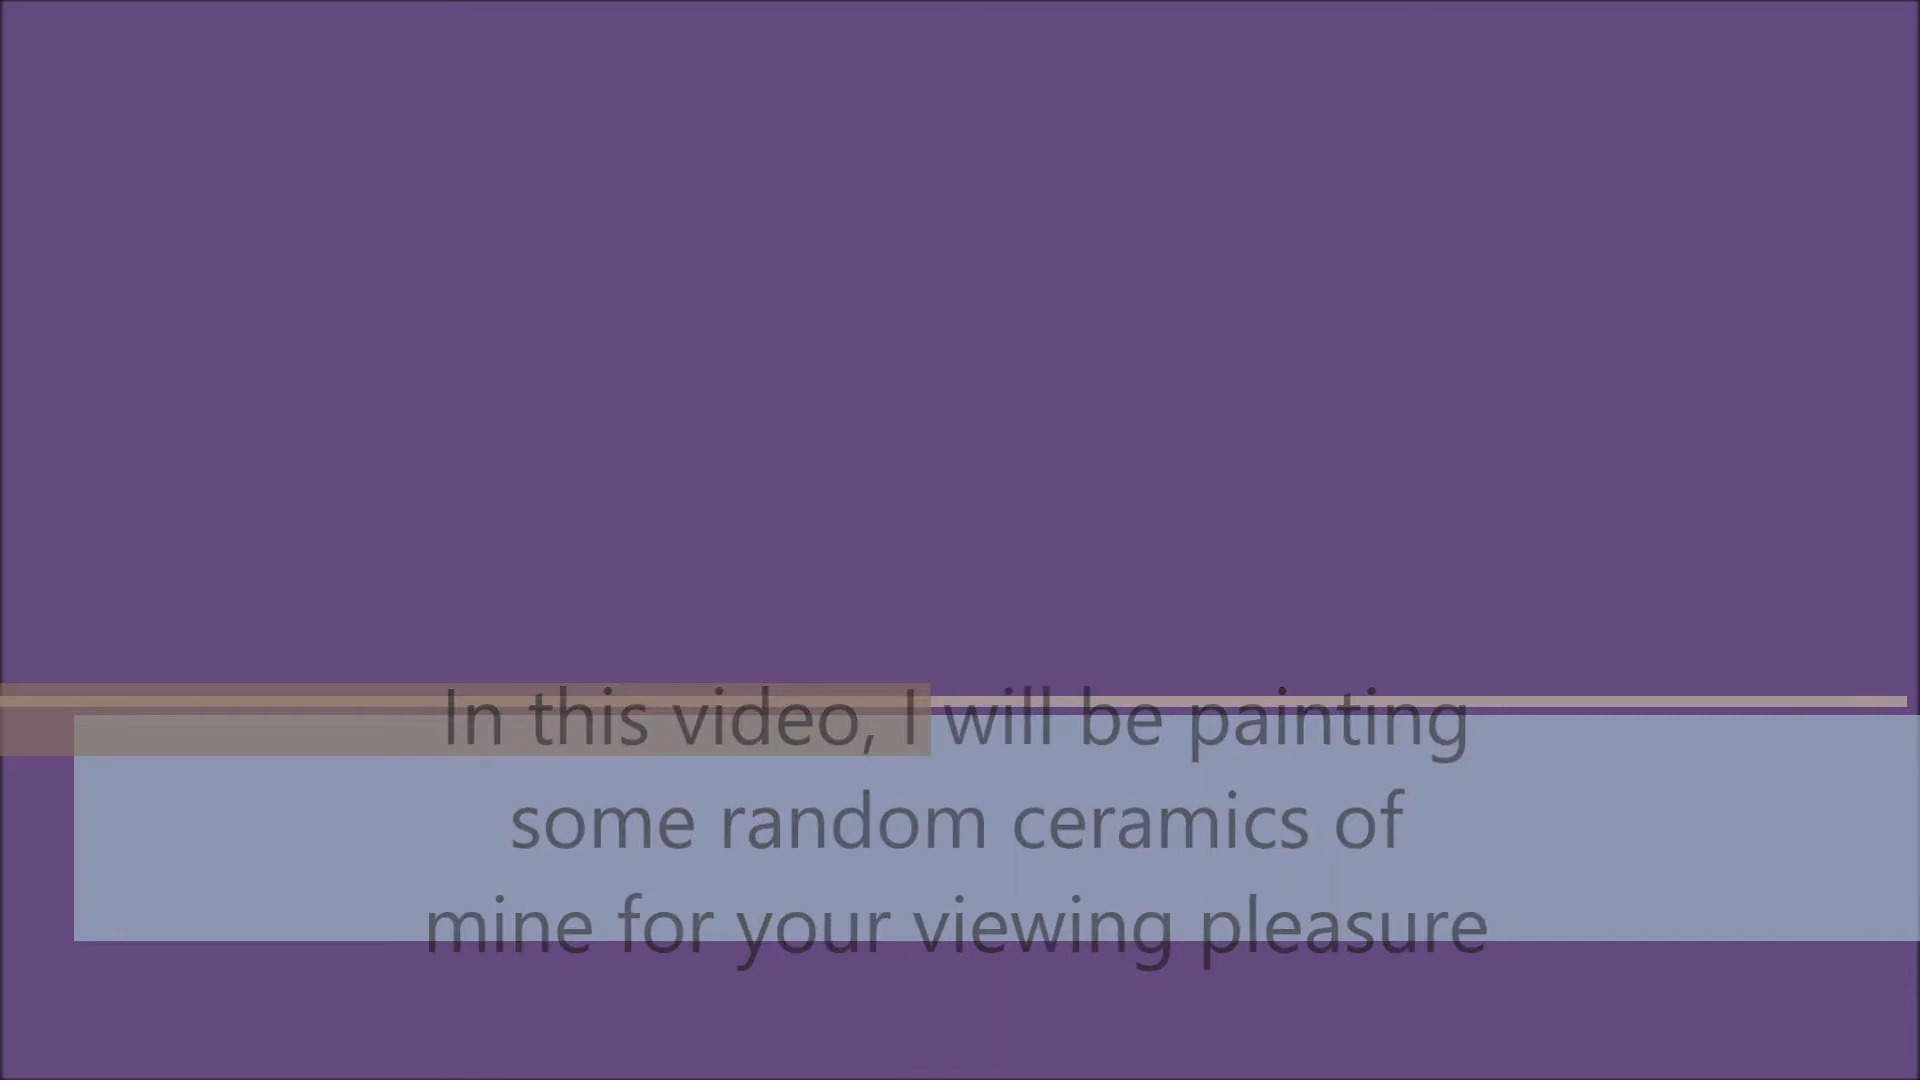 In this video, I will be painting
some random ceramics of
mine for your viewing pleasure